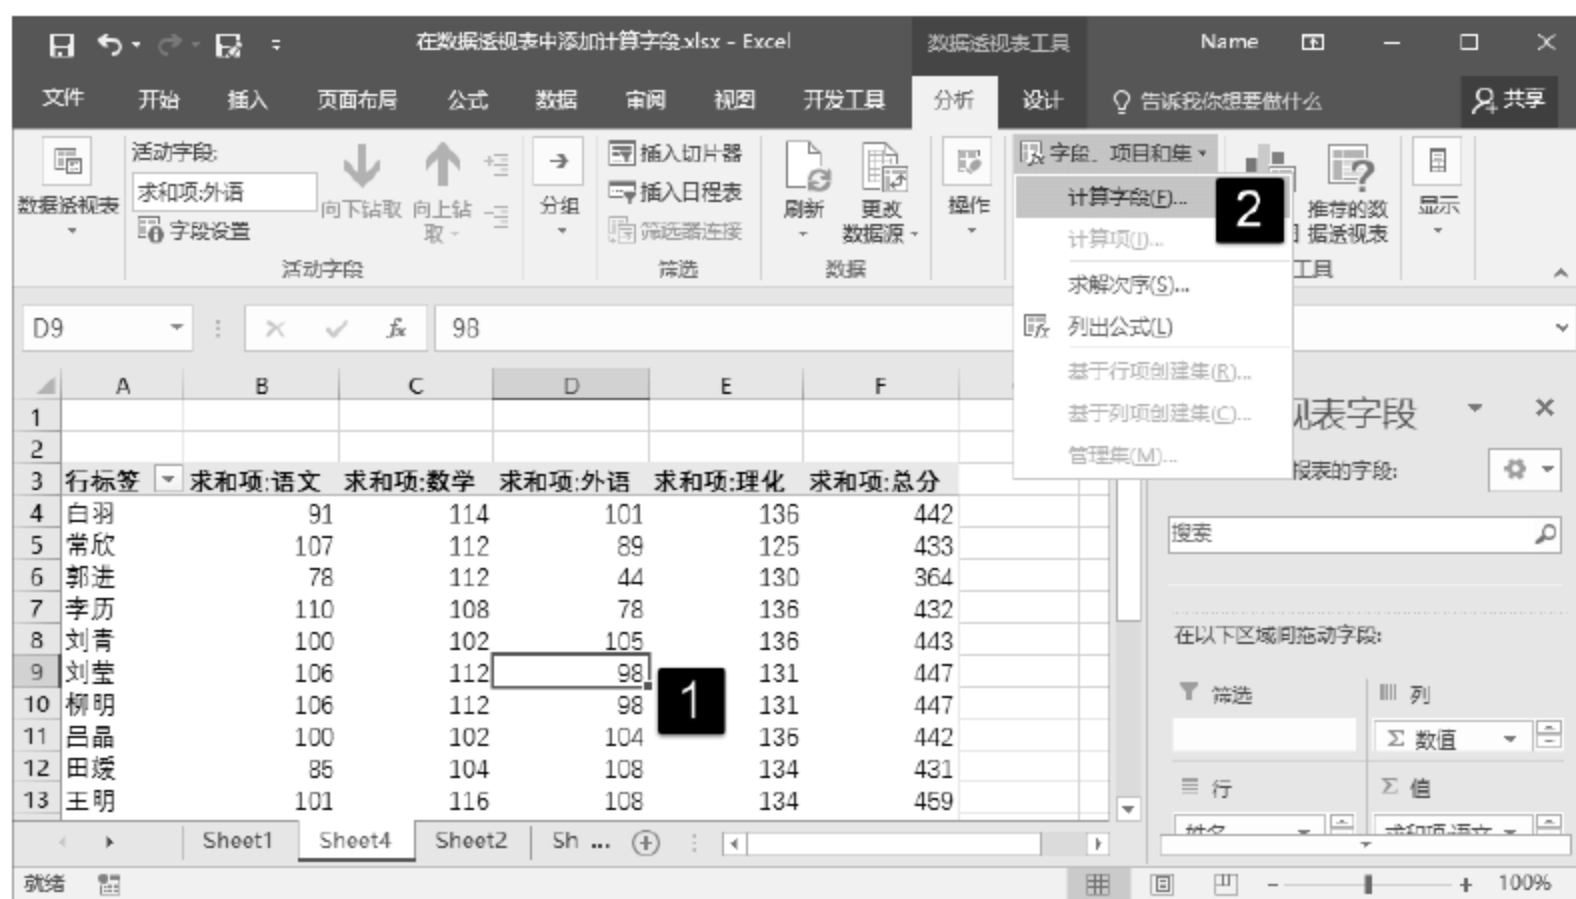 在数据透视表中添加计算字段.xlsx - Excel
数据透视表工具
Name
文件 开始 插入 页面布局 公式 数据 审阅 视图 开发工具 分析 设计 告诉我你想要做什么 共享
数据透视表
活动字段:
求和项:外语
字段设置
向下钻取 向上钻取
活动字段
分组
插入切片器
插入日程表
筛选器连接
筛选
刷新 更改数据源
数据
操作
字段、项目和集
推荐的数据透视表
工具
显示
计算字段(F)...
2
计算项(I)...
求解次序(S)...
列出公式(L)
基于行项创建集(R)...
基于列项创建集(C)...
管理集(M)...
D9 fx 98
A B C D E F
1
2
3 行标签 求和项:语文 求和项:数学 求和项:外语 求和项:理化 求和项:总分
4 白羽 91 114 101 136 442
5 常欣 107 112 89 125 433
6 郭进 78 112 44 130 364
7 李历 110 108 78 136 432
8 刘青 100 102 105 136 443
9 刘莹 106 112 98 131 447
1
10 柳明 106 112 98 131 447
11 吕晶 100 102 104 136 442
12 田嫒 85 104 108 134 431
13 王明 101 116 108 134 459
表字段
报表的字段:
搜索
在以下区域间拖动字段:
筛选
列
Σ 数值
行
Σ 值
姓名
求和项:语文
Sheet1 Sheet4 Sheet2 Sh ...
就绪
100%